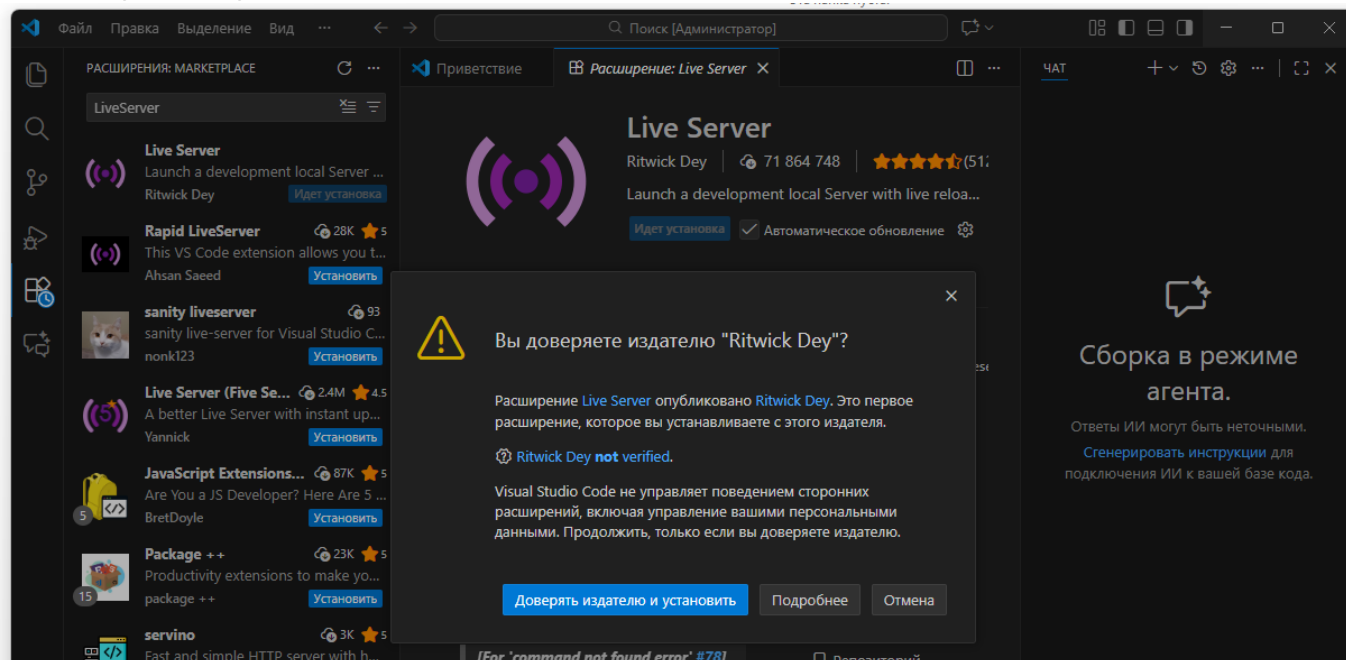 Файл Правка Выделение Вид ··· Поиск [Администратор]
РАСШИРЕНИЯ: MARKETPLACE
LiveServer
Live Server
Launch a development local Server ...
Ritwick Dey Идет установка
Rapid LiveServer 28K 5
This VS Code extension allows you t...
Ahsan Saeed Установить
sanity liveserver 93
sanity live-server for Visual Studio C...
nonk123 Установить
Live Server (Five Se... 2.4M 4.5
A better Live Server with instant up...
Yannick Установить
JavaScript Extensions... 87K 5
Are You a JS Developer? Here Are 5 ...
5 BretDoyle Установить
Package ++ 23K 5
Productivity extensions to make yo...
15 package ++ Установить
servino 3K 5
Fast and simple HTTP server with h...
Приветствие Расширение: Live Server
Live Server
Ritwick Dey 71 864 748 (512
Launch a development local Server with live reloa...
Идет установка Автоматическое обновление
Вы доверяете издателю "Ritwick Dey"?
Расширение Live Server опубликовано Ritwick Dey. Это первое
расширение, которое вы устанавливаете с этого издателя.
Ritwick Dey not verified.
Visual Studio Code не управляет поведением сторонних
расширений, включая управление вашими персональными
данными. Продолжить, только если вы доверяете издателю.
Доверять издателю и установить Подробнее Отмена
[For 'command not found error' #78]
Репозиторий
ЧАТ
Сборка в режиме
агента.
Ответы ИИ могут быть неточными.
Сгенерировать инструкции для
подключения ИИ к вашей базе кода.